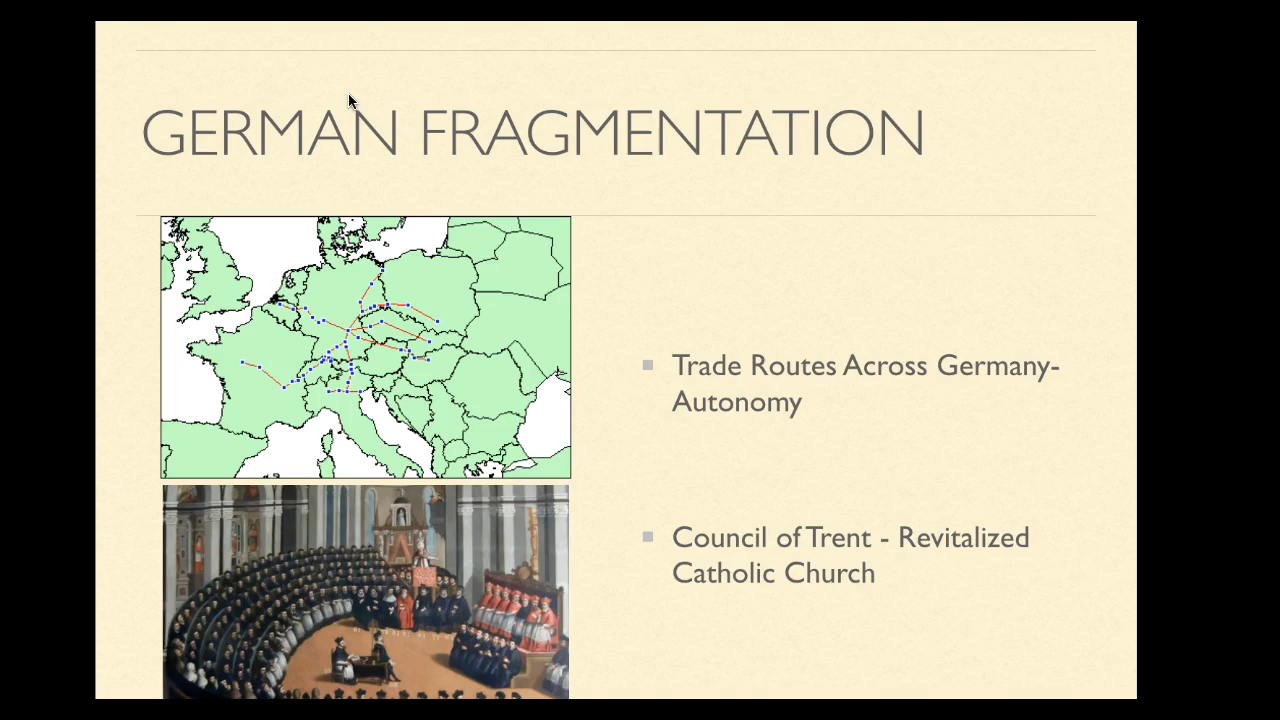 GERMAN FRAGMENTATION
Trade Routes Across Germany-
Autonomy
Council of Trent - Revitalized
Catholic Church